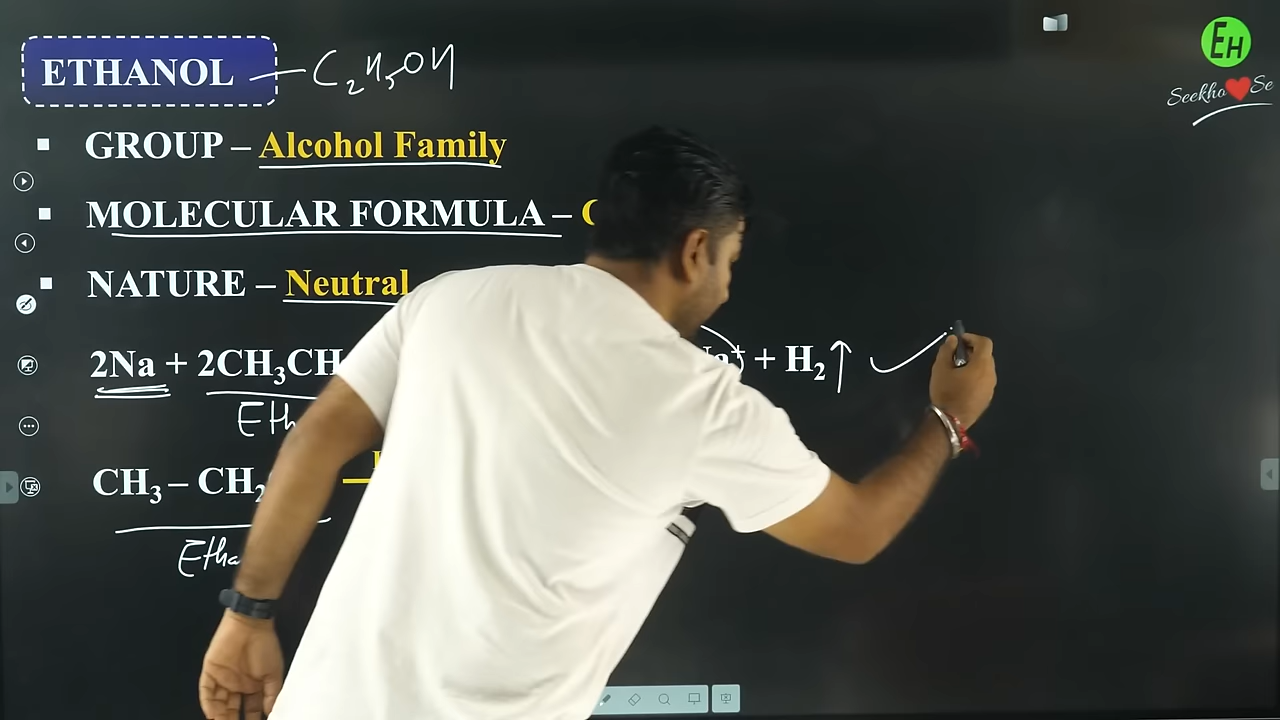 ETHANOL — C₂H₅OH
EH
Seekho ❤ Se
▪ GROUP – Alcohol Family
▪ MOLECULAR FORMULA –
▪ NATURE – Neutral
2Na + 2CH₃CH + H₂↑
Eth
CH₃ – CH₂
Etha